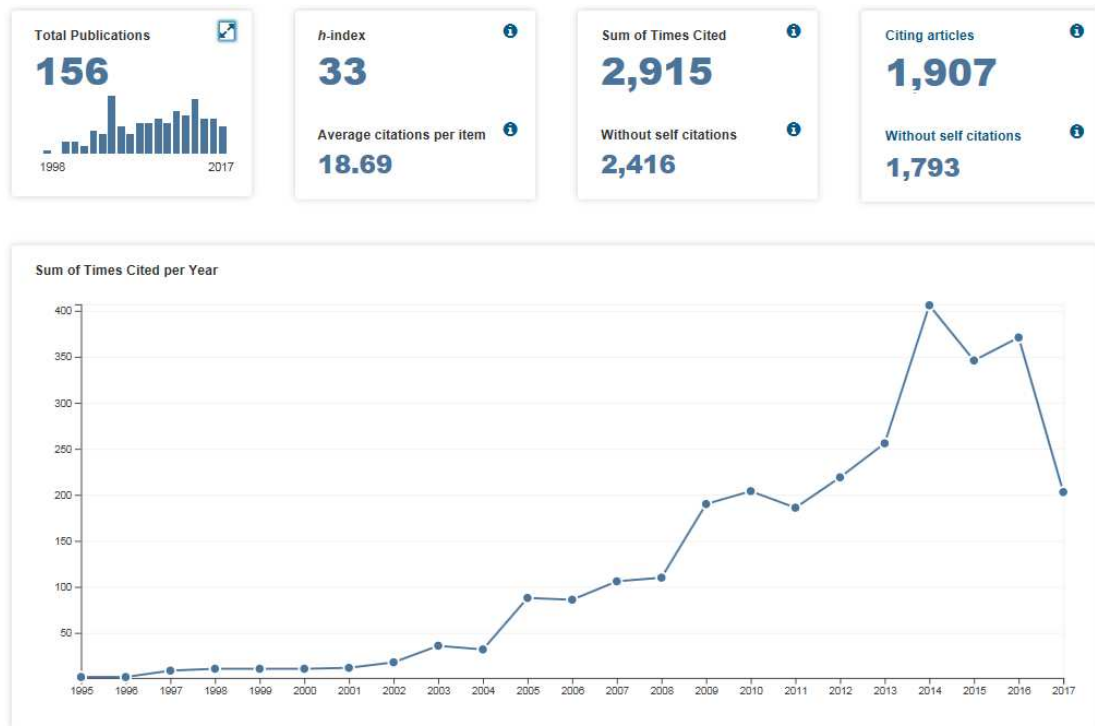 Total Publications
156
1998 2017
h-index
33
Average citations per item
18.69
Sum of Times Cited
2,915
Without self citations
2,416
Citing articles
1,907
Without self citations
1,793
Sum of Times Cited per Year
400
350
300
250
200
150
100
50
1995 1996 1997 1998 1999 2000 2001 2002 2003 2004 2005 2006 2007 2008 2009 2010 2011 2012 2013 2014 2015 2016 2017